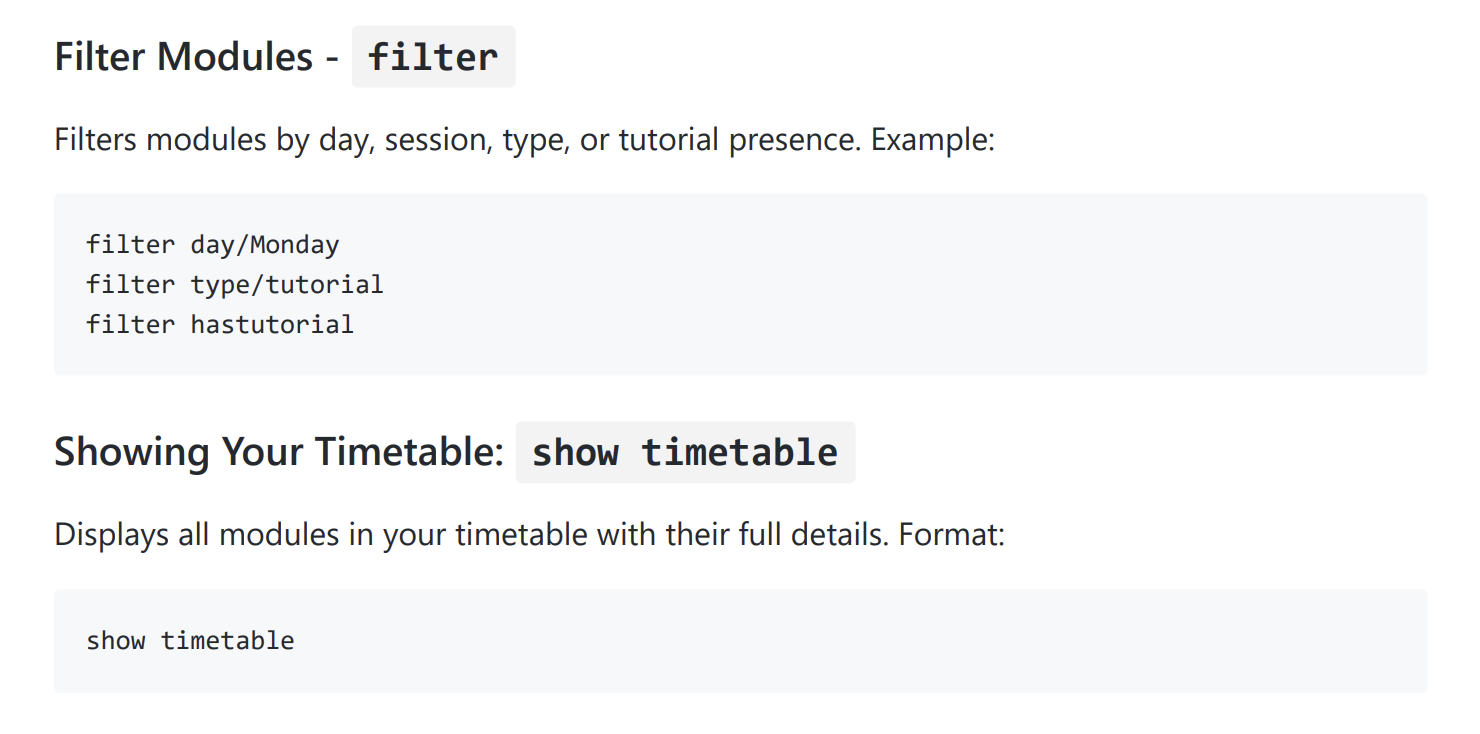 Filter Modules - filter
Filters modules by day, session, type, or tutorial presence. Example:
filter day/Monday
filter type/tutorial
filter hastutorial
Showing Your Timetable: show timetable
Displays all modules in your timetable with their full details. Format:
show timetable